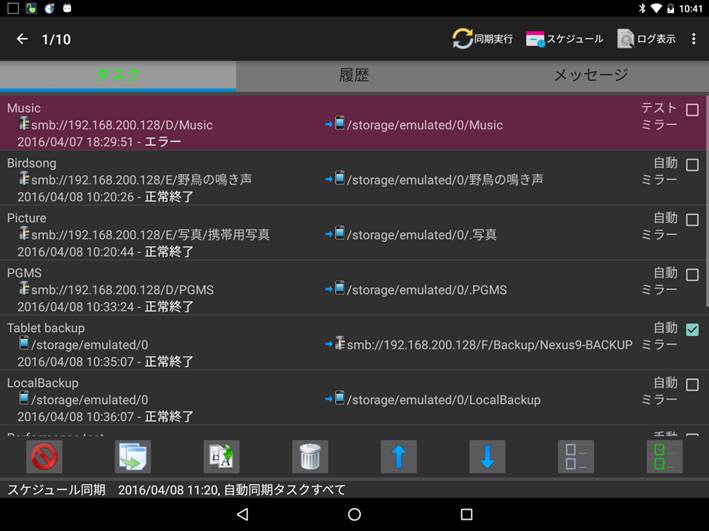 10:41
1/10
同期実行
スケジュール
ログ表示
タスク
履歴
メッセージ
Music
テスト
smb://192.168.200.128/D/Music
/storage/emulated/0/Music
ミラー
2016/04/07 18:29:51 - エラー
Birdsong
自動
smb://192.168.200.128/E/野鳥の鳴き声
/storage/emulated/0/野鳥の鳴き声
ミラー
2016/04/08 10:20:26 - 正常終了
Picture
自動
smb://192.168.200.128/E/写真/携帯用写真
/storage/emulated/0/.写真
ミラー
2016/04/08 10:20:44 - 正常終了
PGMS
自動
smb://192.168.200.128/D/PGMS
/storage/emulated/0/.PGMS
ミラー
2016/04/08 10:33:24 - 正常終了
Tablet backup
自動
/storage/emulated/0
smb://192.168.200.128/F/Backup/Nexus9-BACKUP
ミラー
2016/04/08 10:35:07 - 正常終了
LocalBackup
自動
/storage/emulated/0
/storage/emulated/0/LocalBackup
ミラー
2016/04/08 10:36:07 - 正常終了
スケジュール同期 2016/04/08 11:20, 自動同期タスクすべて